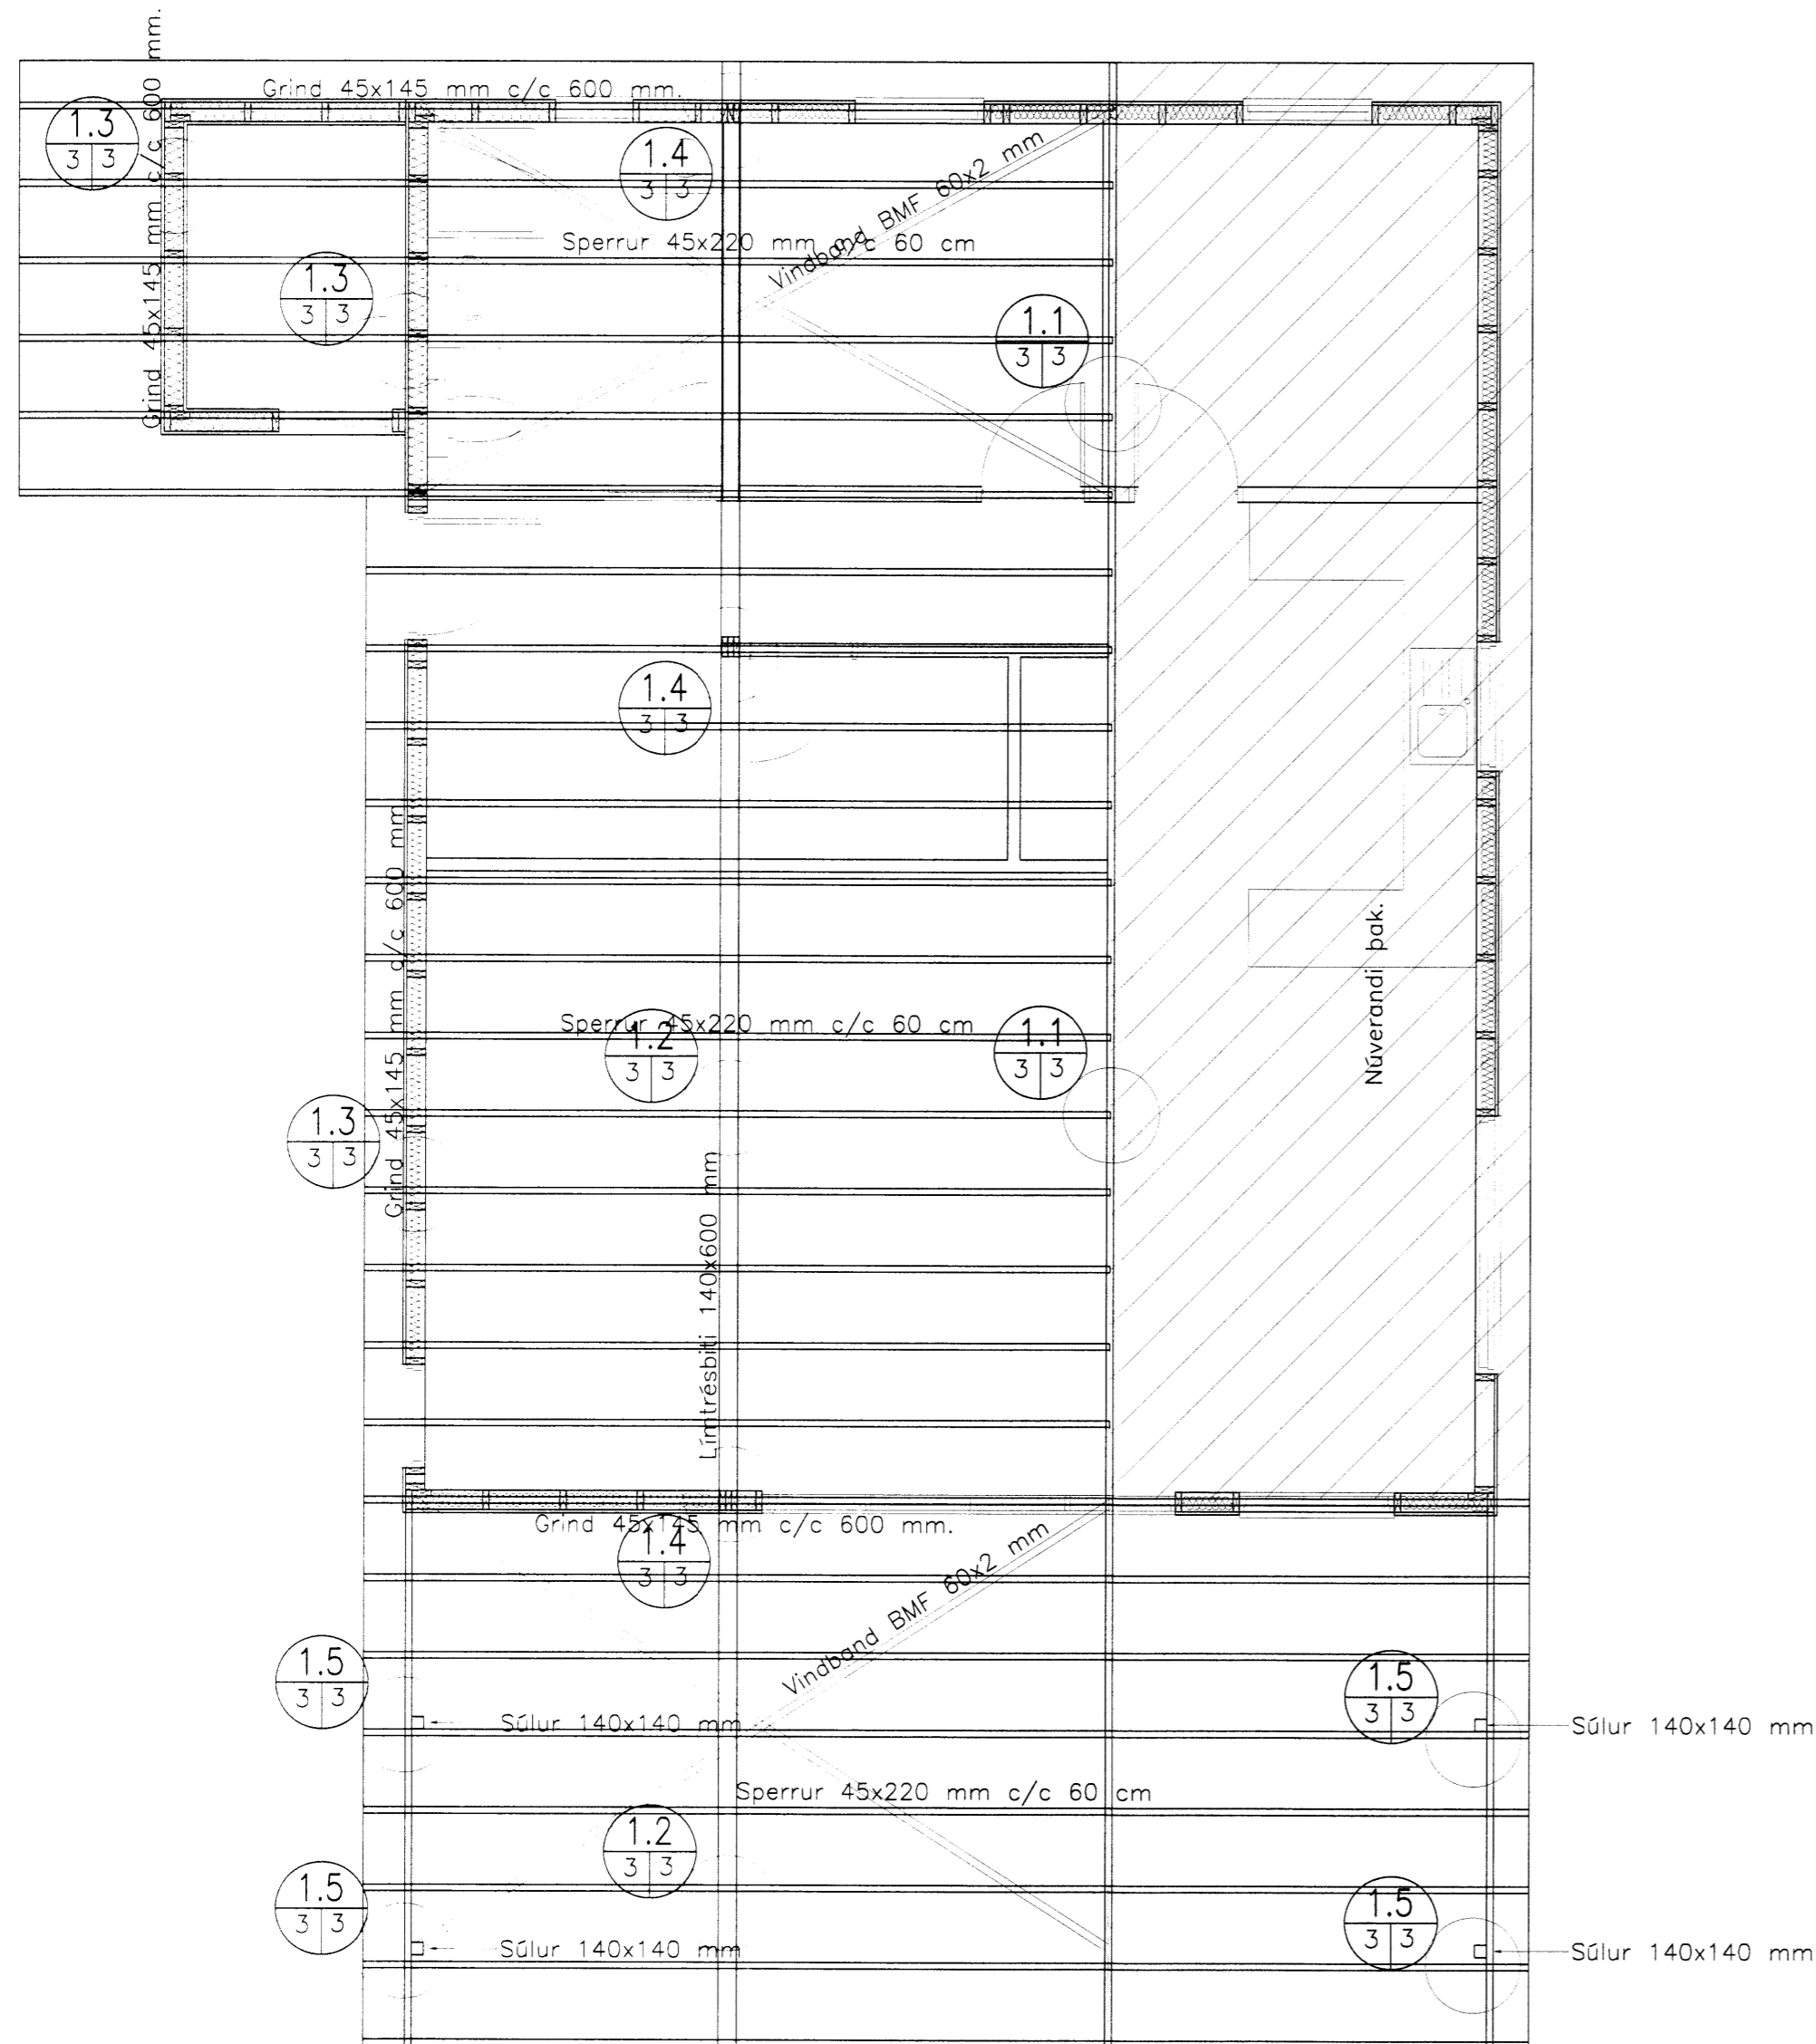 Grind 45x145 mm c/c 600 mm.
Grind 45x145 mm c/c 600 mm.
1.3
3 3
1.4
3 3
Vindband BMF 60x2 mm
Sperrur 45x220 mm c/c 60 cm
1.3
3 3
1.1
3 3
1.4
3 3
Grind 45x145 mm c/c 600 mm
Núverandi þak.
Sperrur 45x220 mm c/c 60 cm
1.2
3 3
1.1
3 3
1.3
3 3
Límtrésbiti 140x600 mm
Grind 45x145 mm c/c 600 mm.
1.4
3 3
Vindband BMF 60x2 mm
1.5
3 3
1.5
3 3
Súlur 140x140 mm
Súlur 140x140 mm
Sperrur 45x220 mm c/c 60 cm
1.2
3 3
1.5
3 3
1.5
3 3
Súlur 140x140 mm
Súlur 140x140 mm